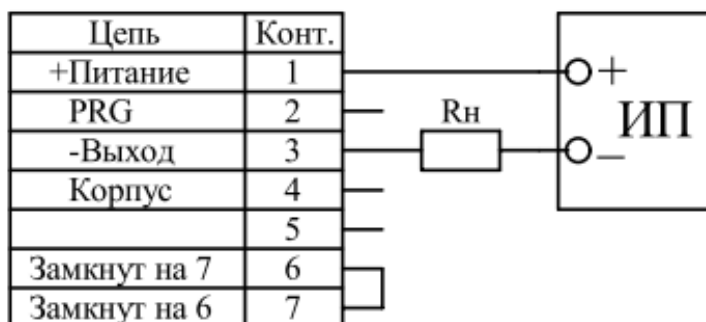 Цепь Конт.
+Питание 1
PRG 2
-Выход 3
Корпус 4
5
Замкнут на 7 6
Замкнут на 6 7
Rн
+
ИП
–